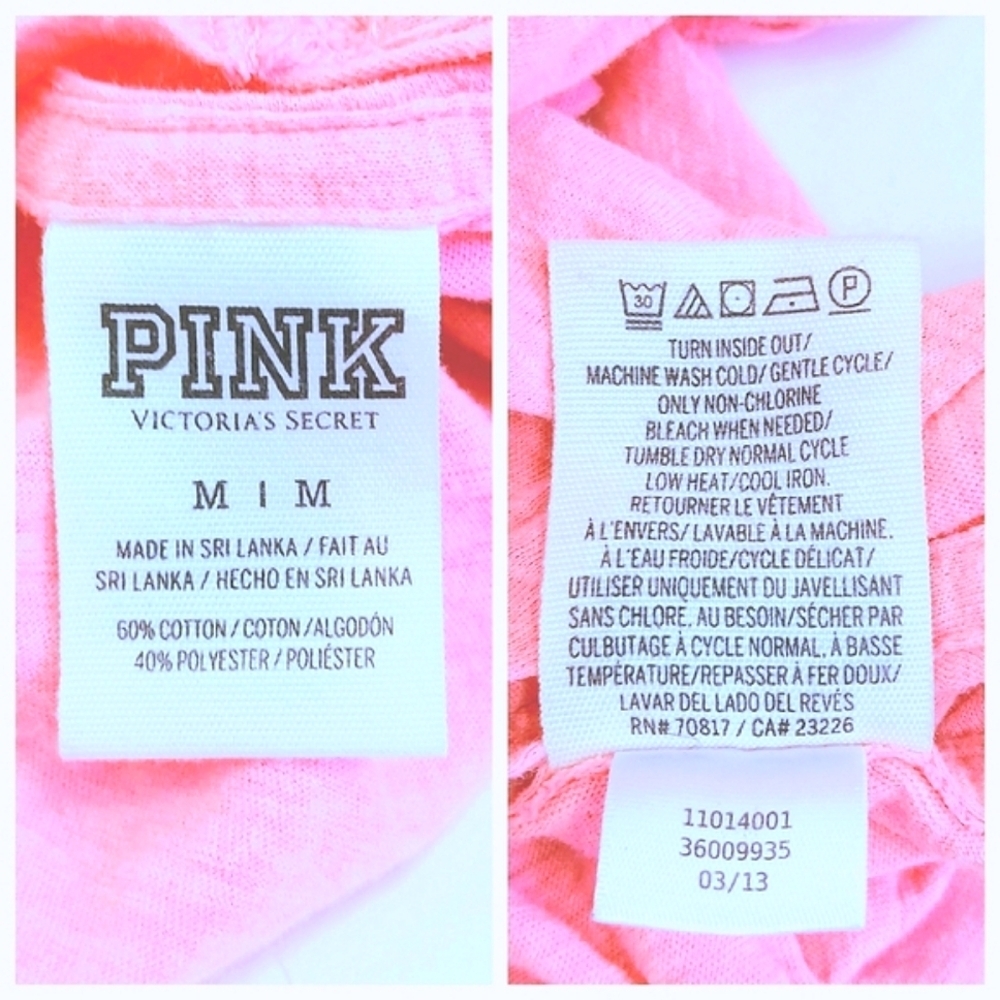 PINK
VICTORIA'S SECRET
M | M
MADE IN SRI LANKA / FAIT AU
SRI LANKA / HECHO EN SRI LANKA
60% COTTON / COTON / ALGODÓN
40% POLYESTER / POLIÉSTER
30 P
TURN INSIDE OUT/
MACHINE WASH COLD/ GENTLE CYCLE/
ONLY NON-CHLORINE
BLEACH WHEN NEEDED/
TUMBLE DRY NORMAL CYCLE
LOW HEAT/COOL IRON.
RETOURNER LE VÊTEMENT
À L'ENVERS/ LAVABLE À LA MACHINE.
À L'EAU FROIDE/CYCLE DÉLICAT/
UTILISER UNIQUEMENT DU JAVELLISANT
SANS CHLORE. AU BESOIN/SÉCHER PAR
CULBUTAGE À CYCLE NORMAL. À BASSE
TEMPÉRATURE/REPASSER À FER DOUX/
LAVAR DEL LADO DEL REVÉS
RN# 70817 / CA# 23226
11014001
36009935
03/13